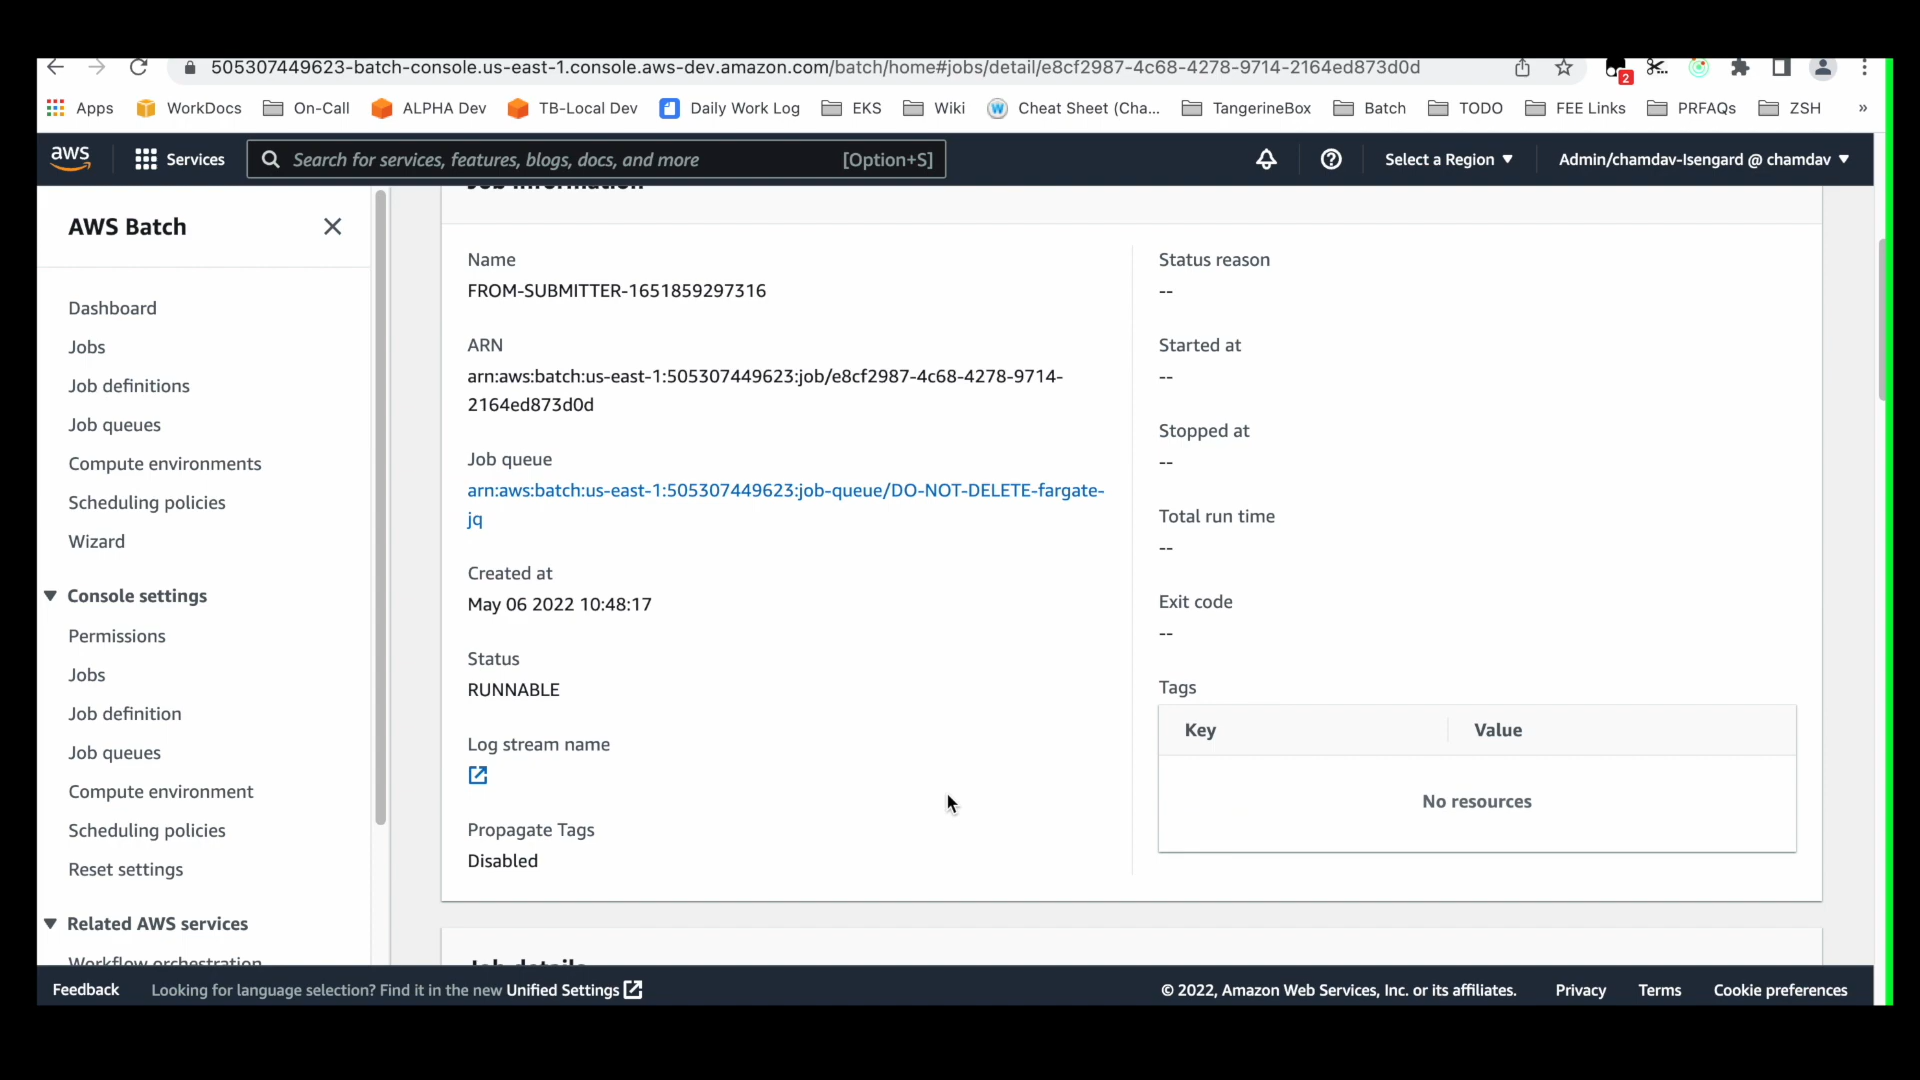 505307449623-batch-console.us-east-1.console.aws-dev.amazon.com/batch/home#jobs/detail/e8cf2987-4c68-4278-9714-2164ed873d0d
2
Apps WorkDocs On-Call ALPHA Dev TB-Local Dev Daily Work Log EKS Wiki W Cheat Sheet (Cha... TangerineBox Batch TODO FEE Links PRFAQs ZSH »
aws Services Search for services, features, blogs, docs, and more [Option+S] Select a Region ▼ Admin/chamdav-Isengard @ chamdav ▼
AWS Batch
Dashboard
Jobs
Job definitions
Job queues
Compute environments
Scheduling policies
Wizard
Console settings
Permissions
Jobs
Job definition
Job queues
Compute environment
Scheduling policies
Reset settings
Related AWS services
Workflow orchestration
Job information
Name
FROM-SUBMITTER-1651859297316
ARN
arn:aws:batch:us-east-1:505307449623:job/e8cf2987-4c68-4278-9714-
2164ed873d0d
Job queue
arn:aws:batch:us-east-1:505307449623:job-queue/DO-NOT-DELETE-fargate-
jq
Created at
May 06 2022 10:48:17
Status
RUNNABLE
Log stream name
Propagate Tags
Disabled
Status reason
--
Started at
--
Stopped at
--
Total run time
--
Exit code
--
Tags
Key Value
No resources
Job details
Feedback Looking for language selection? Find it in the new Unified Settings © 2022, Amazon Web Services, Inc. or its affiliates. Privacy Terms Cookie preferences